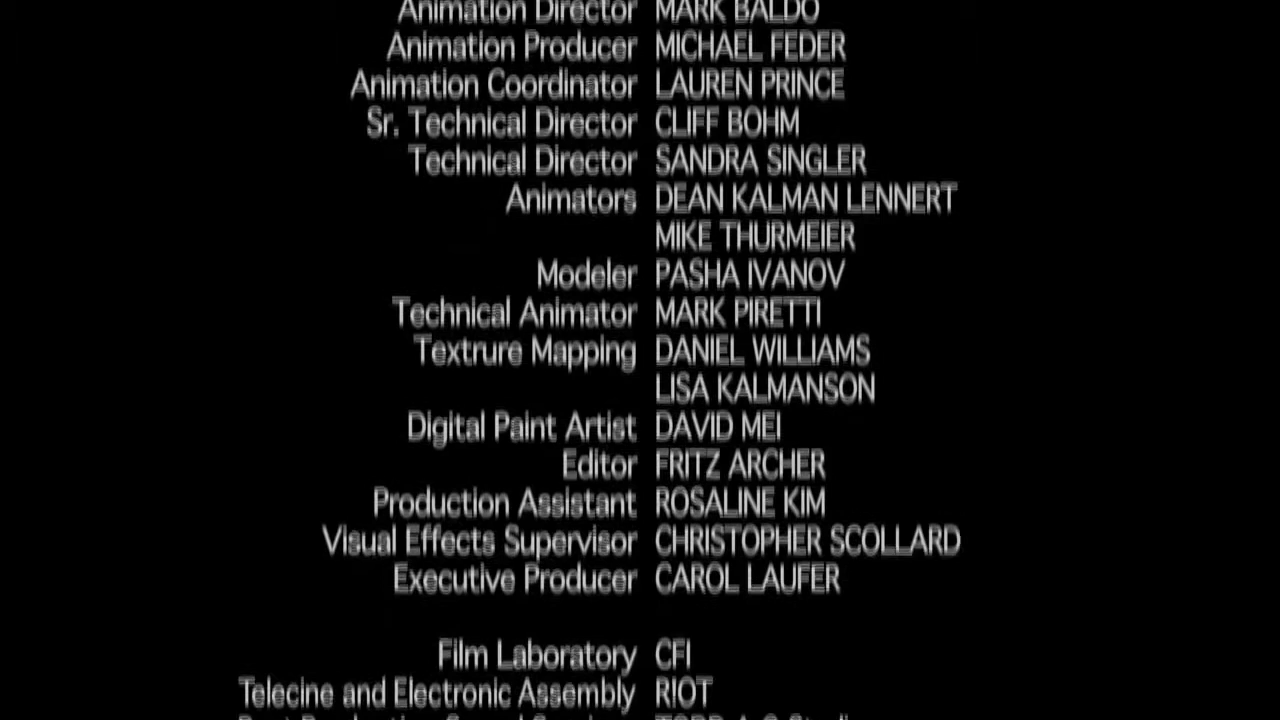 Animation Director MARK BALDO
Animation Producer MICHAEL FEDER
Animation Coordinator LAUREN PRINCE
Sr. Technical Director CLIFF BOHM
Technical Director SANDRA SINGLER
Animators DEAN KALMAN LENNERT
MIKE THURMEIER
Modeler PASHA IVANOV
Technical Animator MARK PIRETTI
Textrure Mapping DANIEL WILLIAMS
LISA KALMANSON
Digital Paint Artist DAVID MEI
Editor FRITZ ARCHER
Production Assistant ROSALINE KIM
Visual Effects Supervisor CHRISTOPHER SCOLLARD
Executive Producer CAROL LAUFER
Film Laboratory CFI
Telecine and Electronic Assembly R!OT